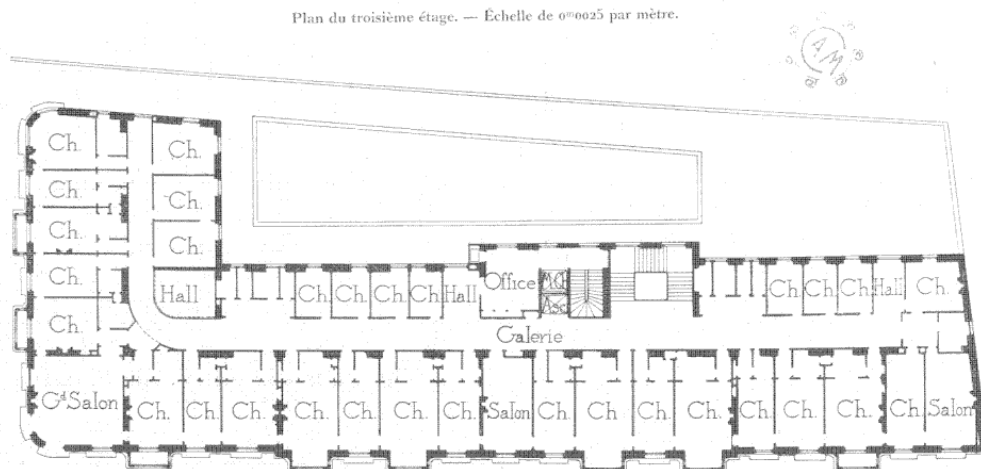 Plan du troisième étage. — Échelle de 0ᵐ0025 par mètre.
A.M
Ch. Ch.
Ch. Ch.
Ch. Ch.
Ch. Hall
Ch. Ch. Ch. Ch. Ch. Hall Office M.Ch. Asc. Ch. Ch. Ch. Hall Ch.
Galerie
Gᵈ Salon Ch. Ch. Ch. Ch. Ch. Ch. Ch. Salon Ch. Ch. Ch. Ch. Ch. Ch. Ch. Ch. Salon